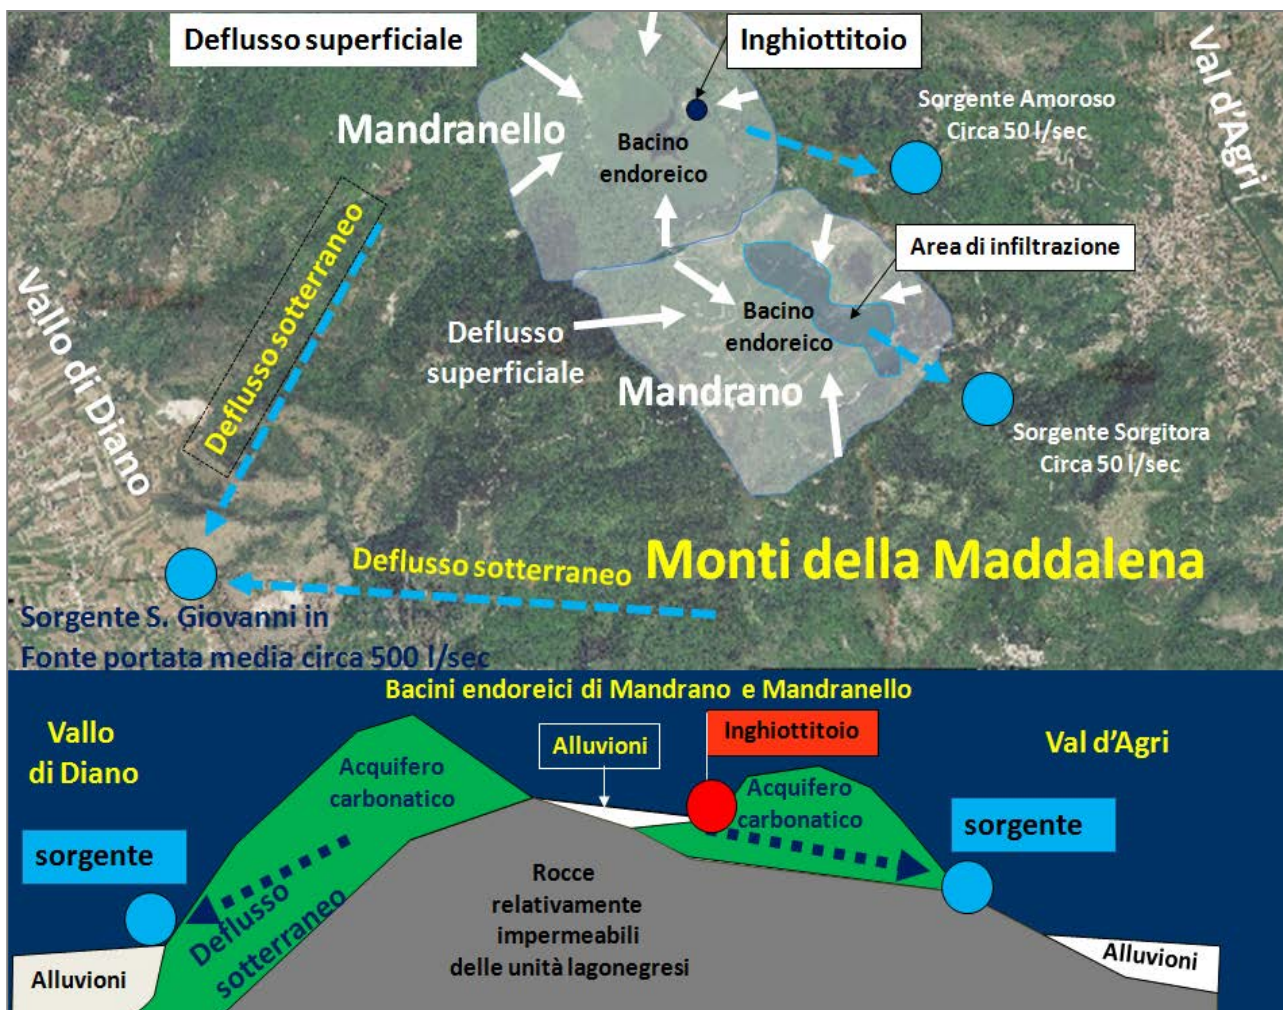 Deflusso superficiale
Inghiottitoio
Val d'Agri
Sorgente Amoroso
Circa 50 l/sec
Mandranello
Bacino
endoreico
Area di infiltrazione
Deflusso sotterraneo
Vallo di Diano
Bacino
endoreico
Deflusso
superficiale
Mandrano
Sorgente Sorgitora
Circa 50 l/sec
Deflusso sotterraneo
Monti della Maddalena
Sorgente S. Giovanni in
Fonte portata media circa 500 l/sec
Bacini endoreici di Mandrano e Mandranello
Vallo
di Diano
Alluvioni
Inghiottitoio
Val d'Agri
Acquifero
carbonatico
Acquifero
carbonatico
sorgente
sorgente
Rocce
relativamente
impermeabili
delle unità lagonegresi
Deflusso
sotterraneo
Alluvioni
Alluvioni